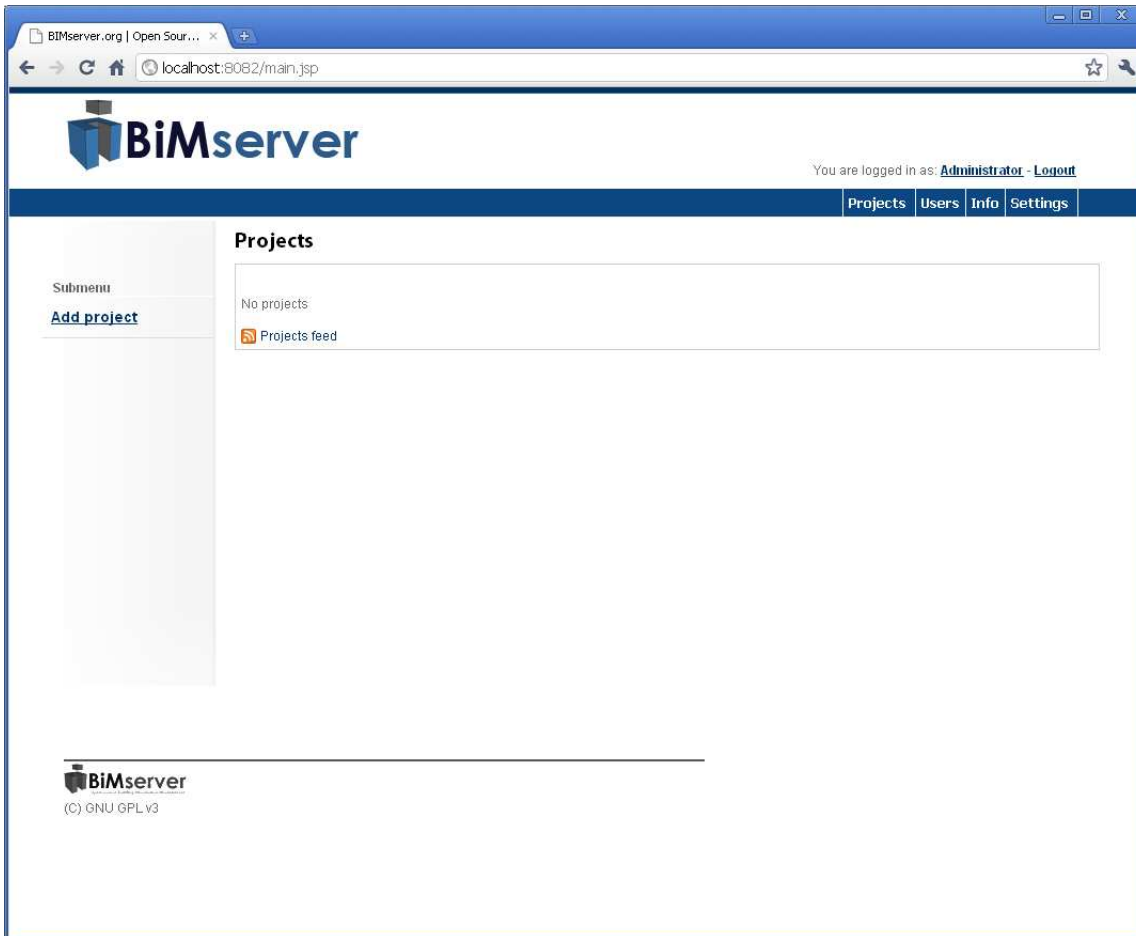 BIMserver.org | Open Sour...
localhost:8082/main.jsp
BiMserver
You are logged in as: Administrator - Logout
Projects Users Info Settings
Projects
Submenu
Add project
No projects
Projects feed
BiMserver
(C) GNU GPL v3